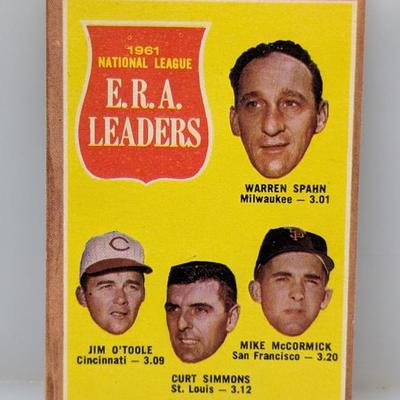 1961
NATIONAL LEAGUE
E.R.A.
LEADERS
WARREN SPAHN
Milwaukee — 3.01
JIM O'TOOLE
Cincinnati — 3.09
MIKE McCORMICK
San Francisco — 3.20
CURT SIMMONS
St. Louis — 3.12